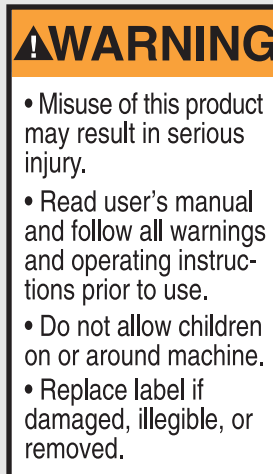 WARNING
• Misuse of this product
may result in serious
injury.
• Read user's manual
and follow all warnings
and operating instruc-
tions prior to use.
• Do not allow children
on or around machine.
• Replace label if
damaged, illegible, or
removed.